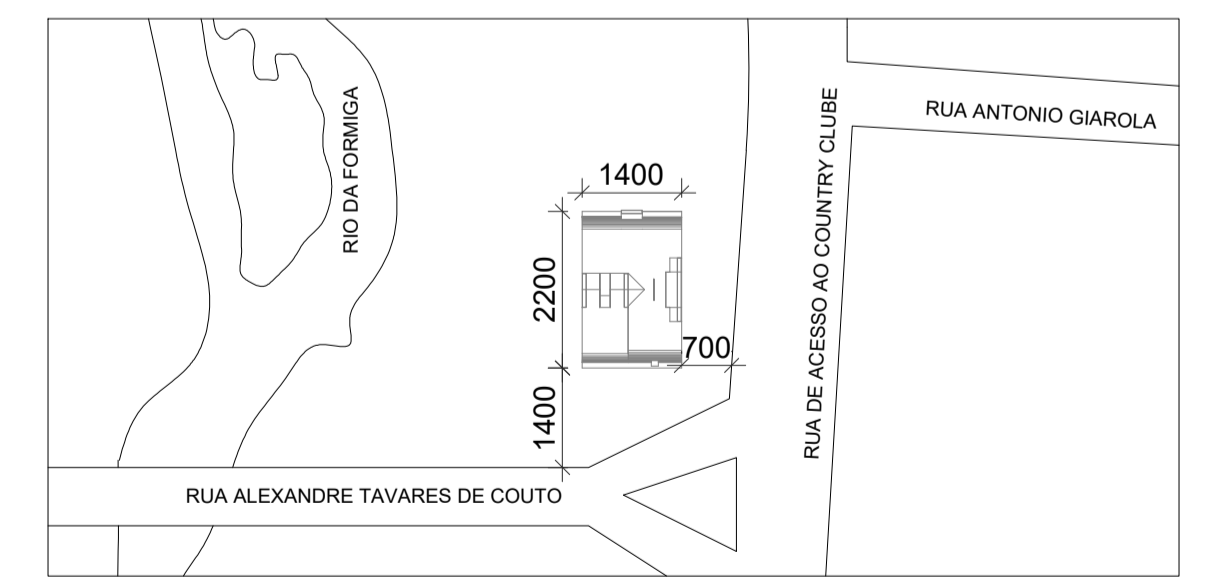 RIO DA FORMIGA
1400
2200
700
1400
RUA ALEXANDRE TAVARES DE COUTO
RUA DE ACESSO AO COUNTRY CLUBE
RUA ANTONIO GIAROLA